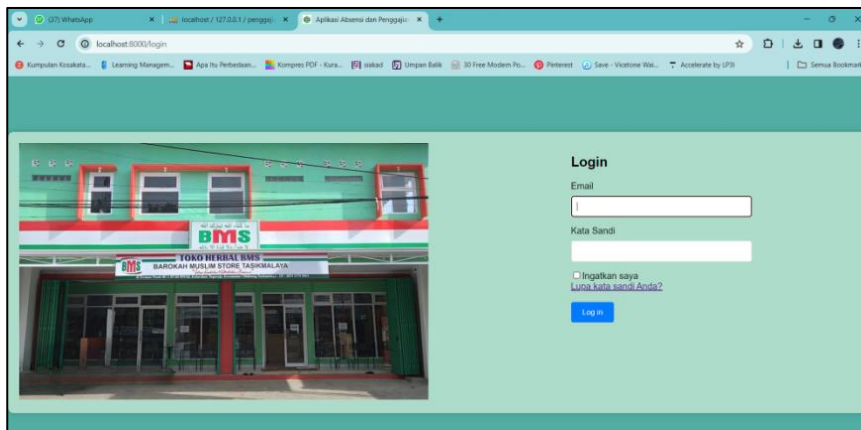 (37) WhatsApp
localhost / 127.0.0.1 / penggaji
Aplikasi Absensi dan Penggajia
localhost:8000/login
Kumpulan Kosakata...
Learning Managem...
Apa Itu Perbedaan...
Kompres PDF - Kura...
siakad
Umpan Balik
30 Free Modern Po...
Pinterest
Save - Vicetone Wai...
Accelerate by LP3I
Semua Bookmark
BMS
TOKO HERBAL BMS
BMS BAROKAH MUSLIM STORE TASIKMALAYA
Login
Email
Kata Sandi
Ingatkan saya
Lupa kata sandi Anda?
Log in